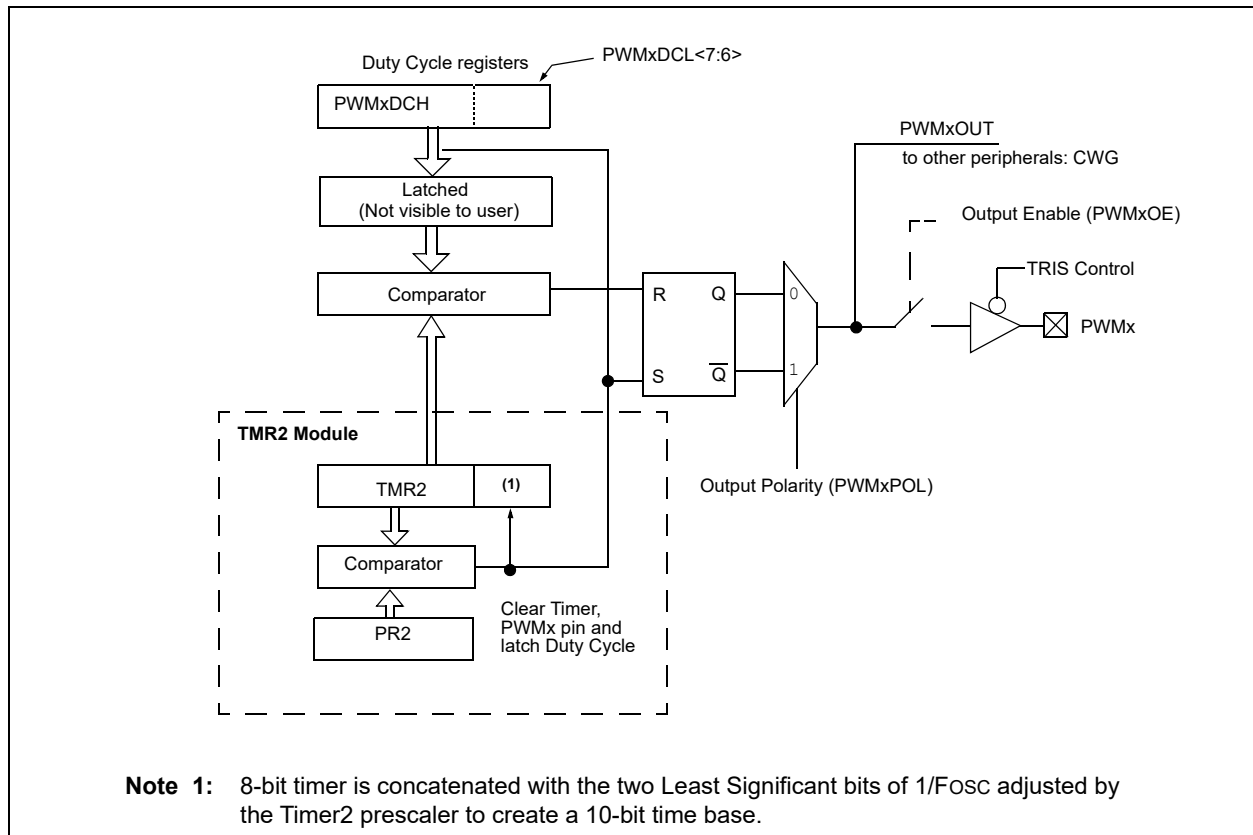 Duty Cycle registers
PWMxDCL<7:6>
PWMxDCH
PWMxOUT
to other peripherals: CWG
Latched
(Not visible to user)
Output Enable (PWMxOE)
TRIS Control
Comparator
R
Q
0
PWMx
S
Q
1
TMR2 Module
Output Polarity (PWMxPOL)
TMR2
(1)
Comparator
Clear Timer,
PWMx pin and
latch Duty Cycle
PR2
Note 1: 8-bit timer is concatenated with the two Least Significant bits of 1/FOSC adjusted by
the Timer2 prescaler to create a 10-bit time base.